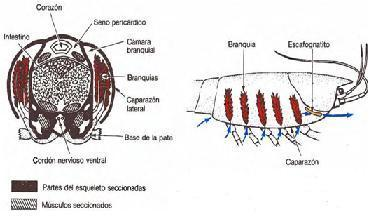 Corazón
Seno pericárdico
Intestino
Cámara
branquial
Branquias
Caparazón
lateral
Base de la pata
Cordón nervioso ventral
Branquia
Escafognatito
Caparazón
Partes del esqueleto seccionadas
Músculos seccionados